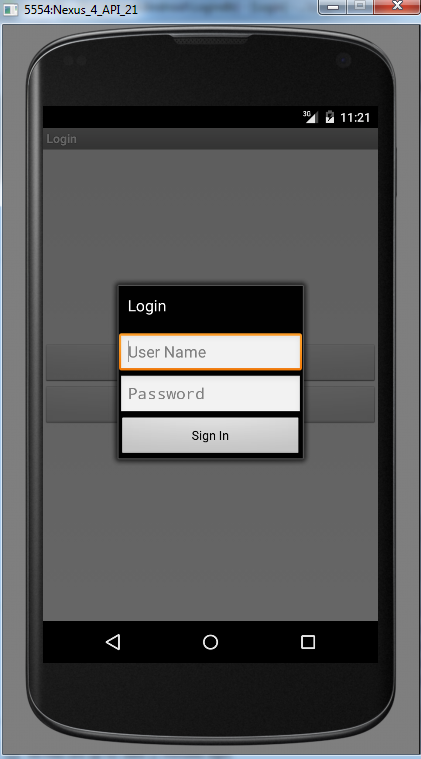 5554:Nexus_4_API_21
3G 11:21
Login
Login
User Name
Password
Sign In